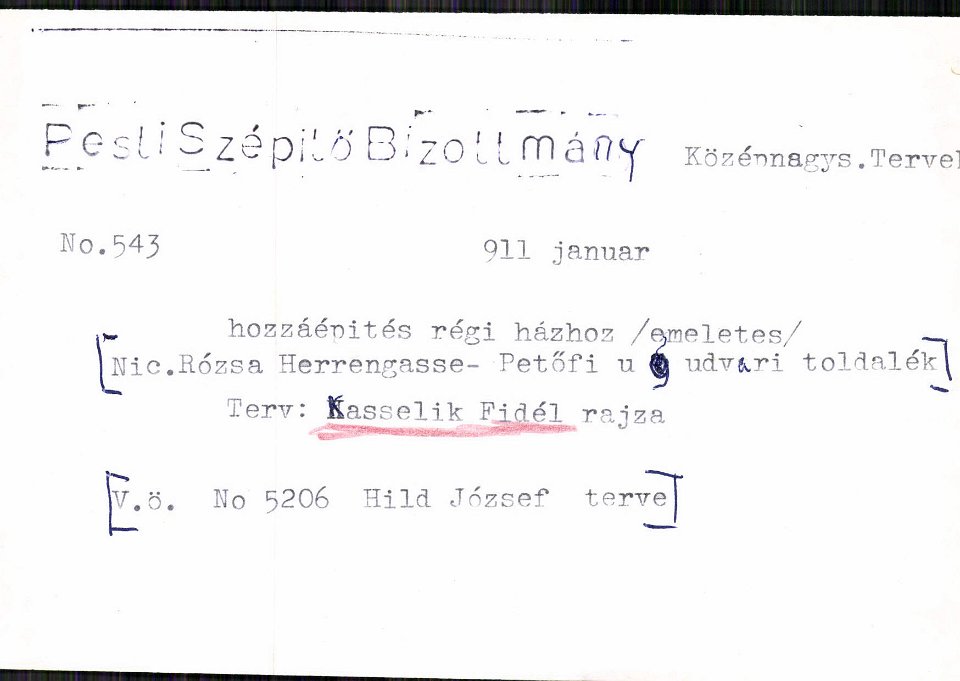 Pesti Szépitő Bizottmány Középnagys.Tervek
No.543 911 januar
hozzáépités régi házhoz /emeletes/
[Nic.Rózsa Herrengasse- Petőfi u 9 udvari toldalék]
Terv: Kasselik Fidél rajza
[V.ö. No 5206 Hild József terve]